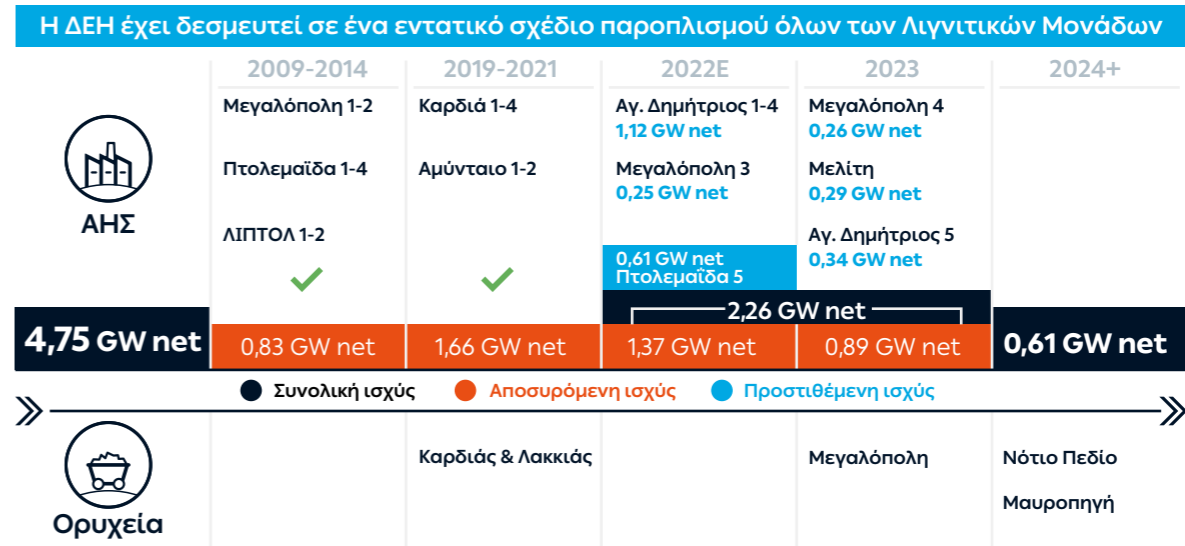 Η ΔΕΗ έχει δεσμευτεί σε ένα εντατικό σχέδιο παροπλισμού όλων των Λιγνιτικών Μονάδων
2009-2014
2019-2021
2022E
2023
2024+
ΑΗΣ
Μεγαλόπολη 1-2
Πτολεμαΐδα 1-4
ΛΙΠΤΟΛ 1-2
Καρδιά 1-4
Αμύνταιο 1-2
Αγ. Δημήτριος 1-4
1,12 GW net
Μεγαλόπολη 3
0,25 GW net
0,61 GW net
Πτολεμαΐδα 5
Μεγαλόπολη 4
0,26 GW net
Μελίτη
0,29 GW net
Αγ. Δημήτριος 5
0,34 GW net
2,26 GW net
4,75 GW net
0,83 GW net
1,66 GW net
1,37 GW net
0,89 GW net
0,61 GW net
Συνολική ισχύς
Αποσυρόμενη ισχύς
Προστιθέμενη ισχύς
Ορυχεία
Καρδιάς & Λακκιάς
Μεγαλόπολη
Νότιο Πεδίο
Μαυροπηγή